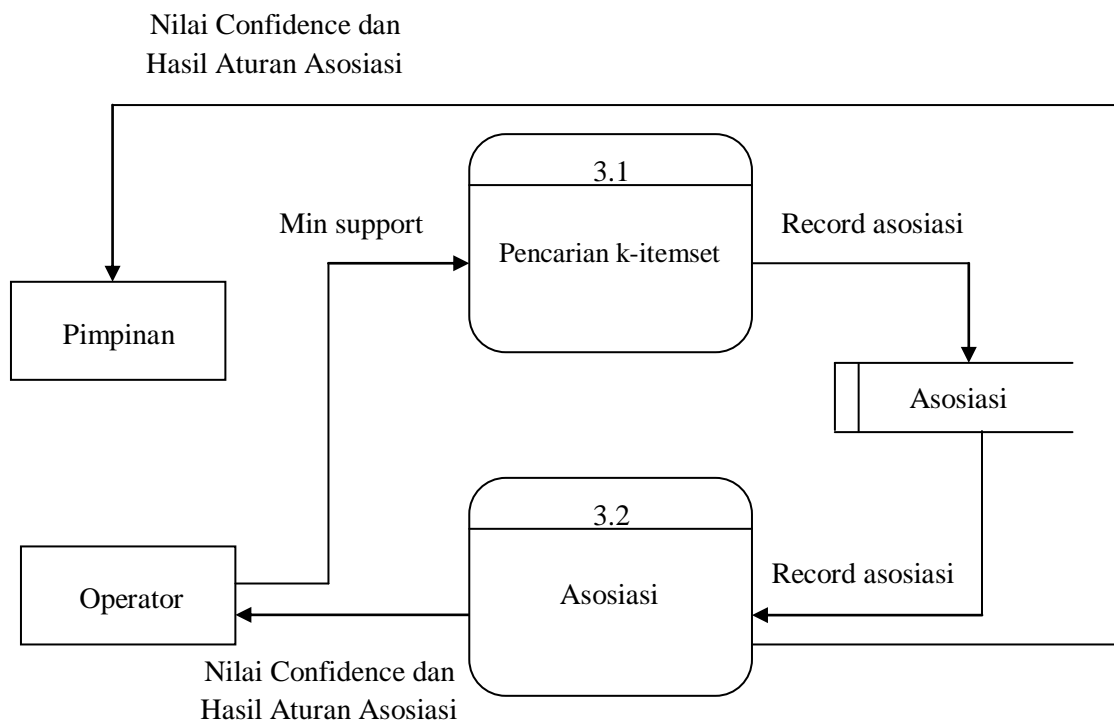 Nilai Confidence dan
Hasil Aturan Asosiasi
3.1
Min support
Record asosiasi
Pencarian k-itemset
Pimpinan
Asosiasi
3.2
Record asosiasi
Operator
Asosiasi
Nilai Confidence dan
Hasil Aturan Asosiasi